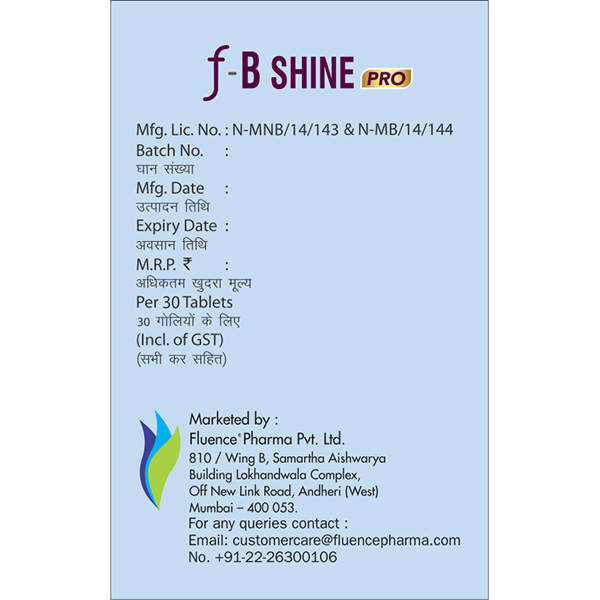 f-B SHINE PRO
Mfg. Lic. No. : N-MNB/14/143 & N-MB/14/144
Batch No. :
घान संख्या
Mfg. Date :
उत्पादन तिथि
Expiry Date :
अवसान तिथि
M.R.P. ₹ :
अधिकतम खुदरा मूल्य
Per 30 Tablets
30 गोलियों के लिए
(Incl. of GST)
(सभी कर सहित)
Marketed by :
Fluence® Pharma Pvt. Ltd.
810 / Wing B, Samartha Aishwarya
Building Lokhandwala Complex,
Off New Link Road, Andheri (West)
Mumbai – 400 053.
For any queries contact :
Email: customercare@fluencepharma.com
No. +91-22-26300106